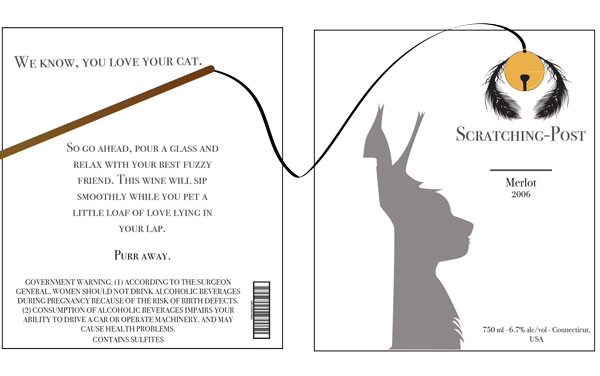 We know, you love your cat.
So go ahead, pour a glass and
relax with your best fuzzy
friend. This wine will sip
smoothly while you pet a
little loaf of love lying in
your lap.
Purr away.
GOVERNMENT WARNING: (1) ACCORDING TO THE SURGEON
GENERAL, WOMEN SHOULD NOT DRINK ALCOHOLIC BEVERAGES
DURING PREGNANCY BECAUSE OF THE RISK OF BIRTH DEFECTS.
(2) CONSUMPTION OF ALCOHOLIC BEVERAGES IMPAIRS YOUR
ABILITY TO DRIVE A CAR OR OPERATE MACHINERY, AND MAY
CAUSE HEALTH PROBLEMS.
CONTAINS SULFITES
Scratching-Post
Merlot
2006
750 ml - 6.7% alc/vol - Connecticut,
USA